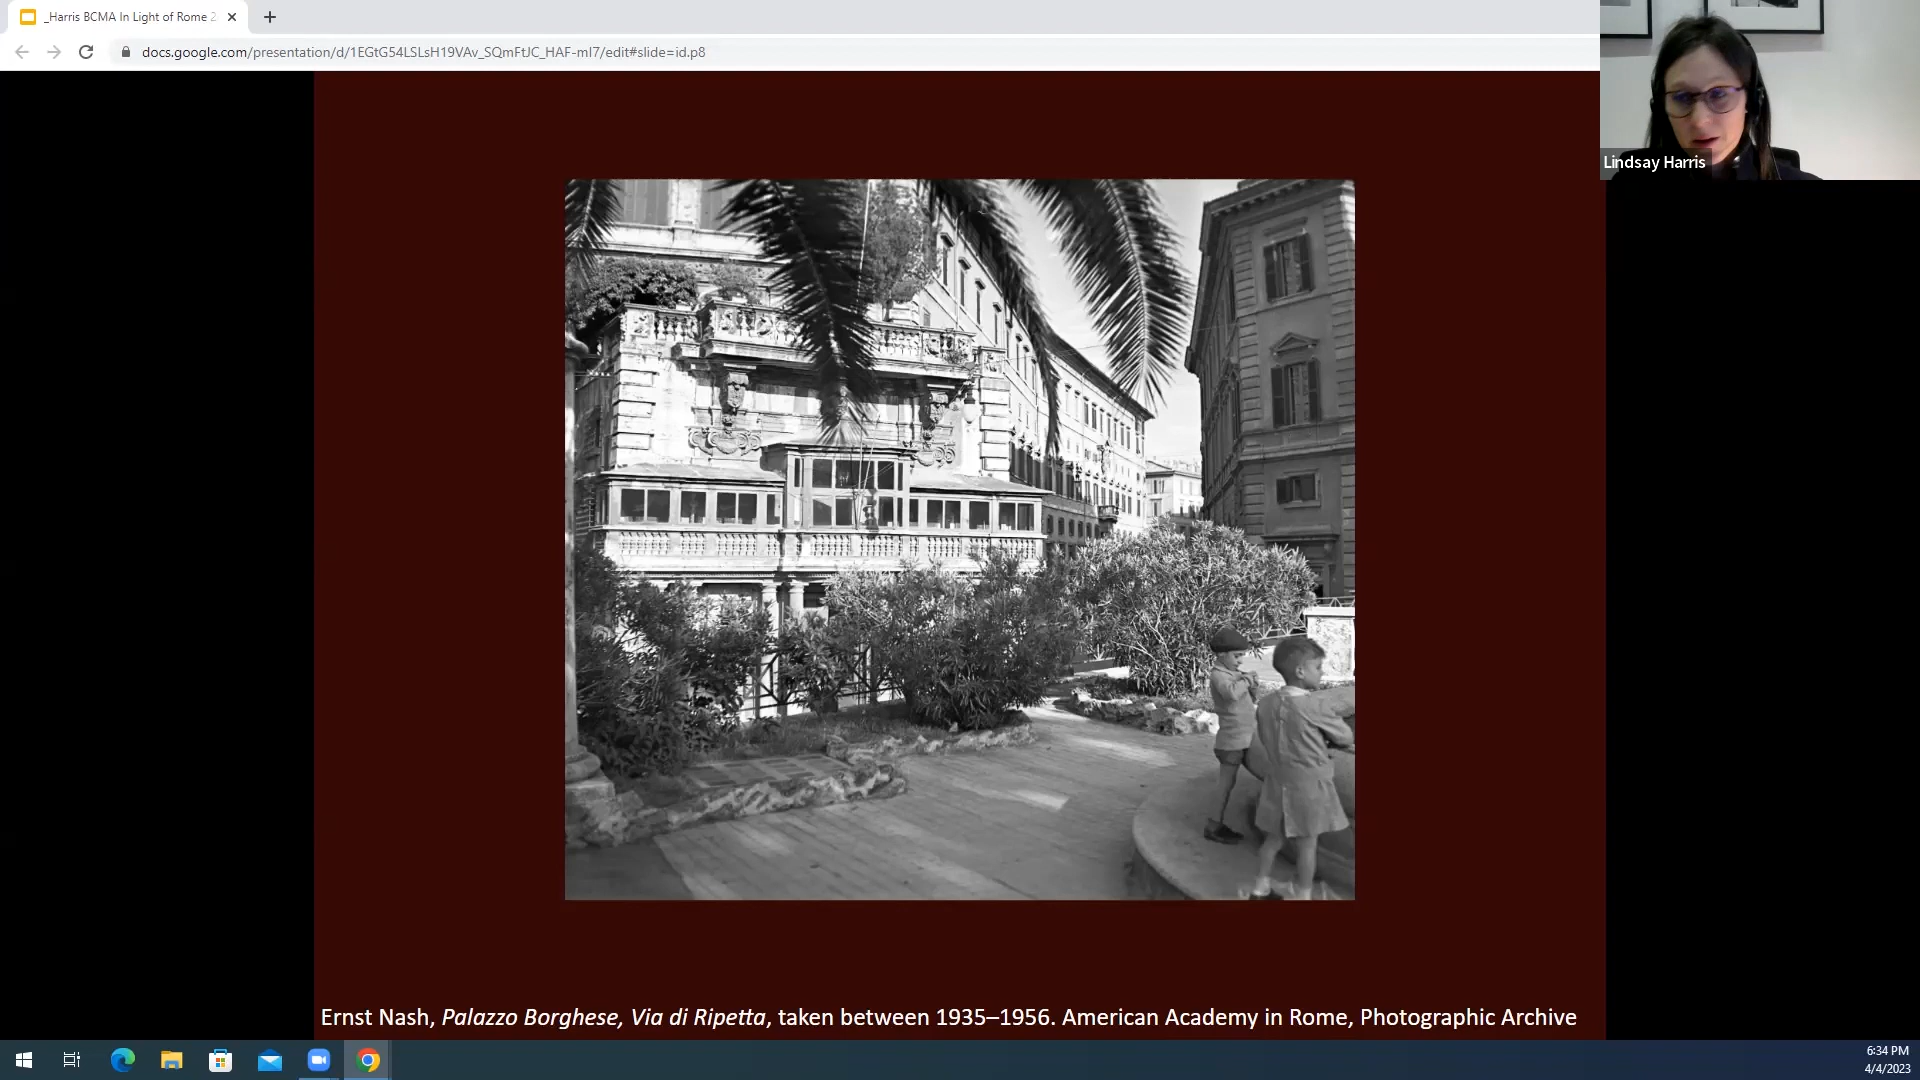 _Harris BCMA In Light of Rome 2
docs.google.com/presentation/d/1EGtG54LSLsH19VAv_SQmFtJC_HAF-ml7/edit#slide=id.p8
Lindsay Harris
Ernst Nash, Palazzo Borghese, Via di Ripetta, taken between 1935–1956. American Academy in Rome, Photographic Archive
6:34 PM
4/4/2023